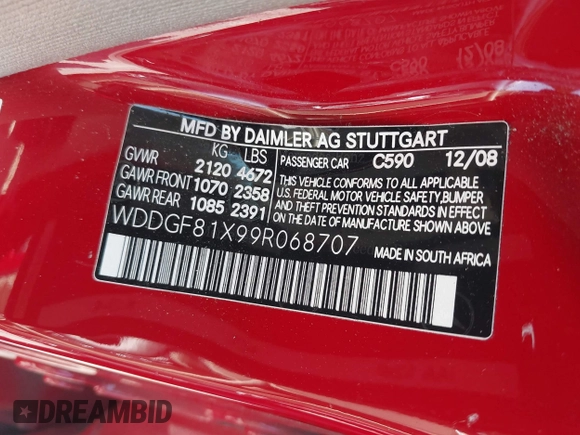 MFD BY DAIMLER AG STUTTGART
KG LBS
GVWR 2120 4672
GAWR FRONT 1070 2358
GAWR REAR 1085 2391
PASSENGER CAR C590 12/08
THIS VEHICLE CONFORMS TO ALL APPLICABLE
U.S. FEDERAL MOTOR VEHICLE SAFETY,BUMPER,
AND THEFT PREVENTION STANDARDS IN EFFECT
ON THE DATE OF MANUFACTURE SHOWN ABOVE
WDDGF81X99R068707
MADE IN SOUTH AFRICA
DREAMBID